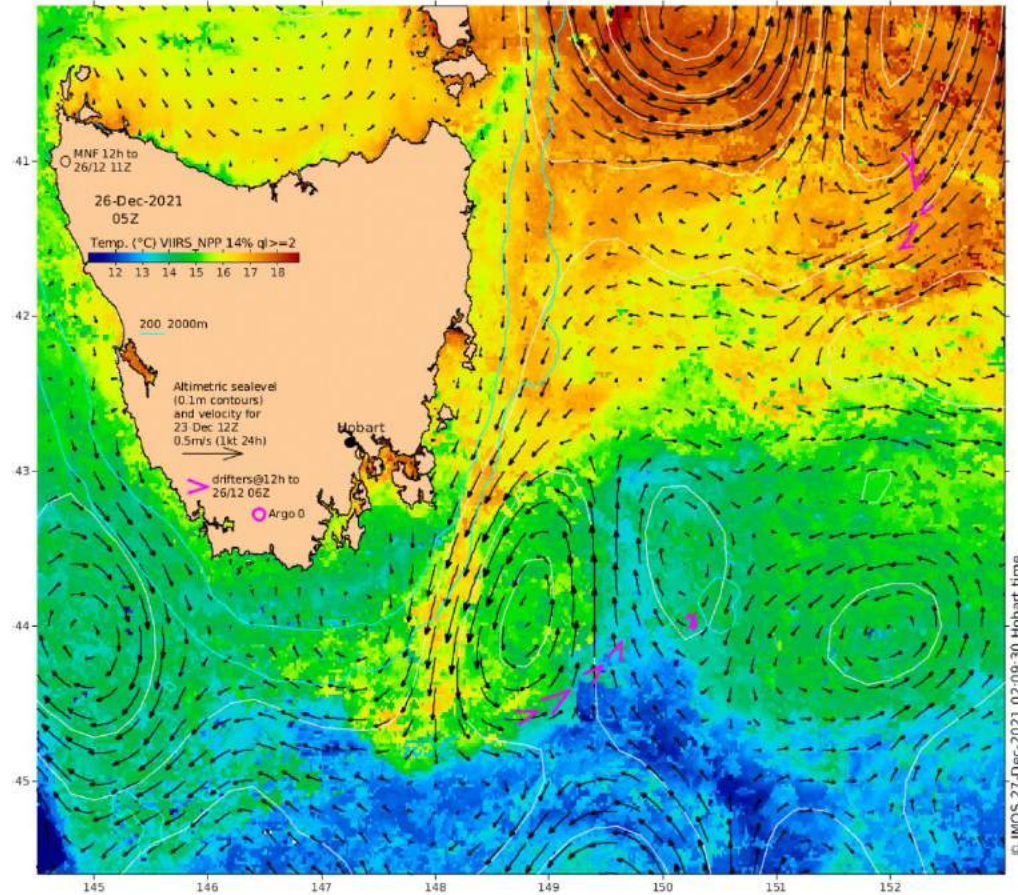 -41
MNF 12h to
26/12 11Z
26-Dec-2021
05Z
Temp. (°C) VIIRS_NPP 14% ql>=2
12 13 14 15 16 17 18
-42
200 2000m
Altimetric sealevel
(0.1m contours)
and velocity for
23 Dec 12Z
0.5m/s (1kt 24h)
Hobart
-43
drifters@12h to
26/12 06Z
Argo 0
-44
-45
145 146 147 148 149 150 151 152
© IMOS 27-Dec-2021 02:09:30 Hobart time